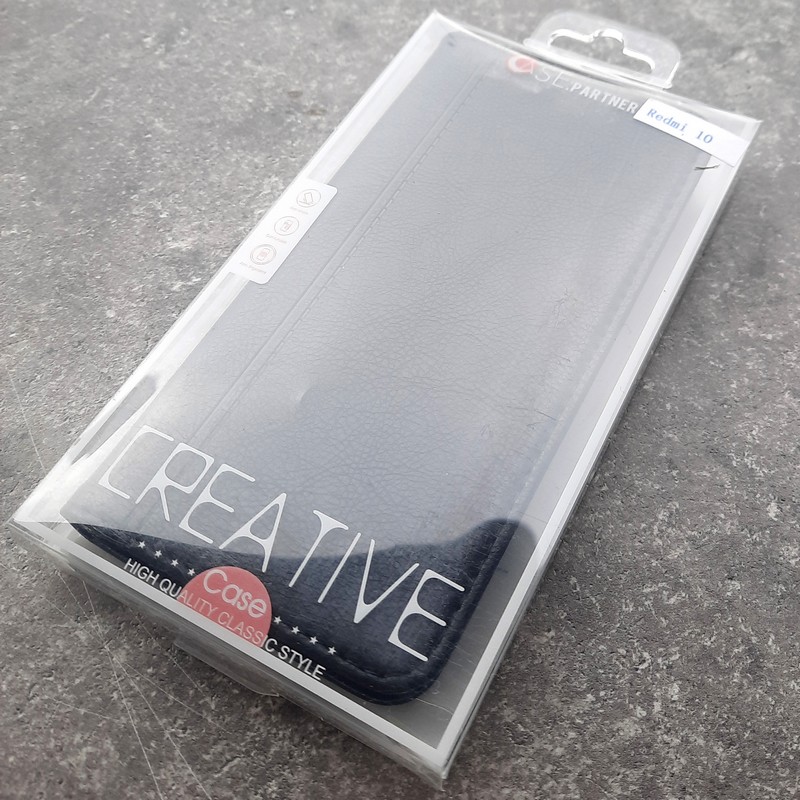 CASE PARTNER
Redmi 10
CREATIVE
Case
HIGH QUALITY CLASSIC STYLE